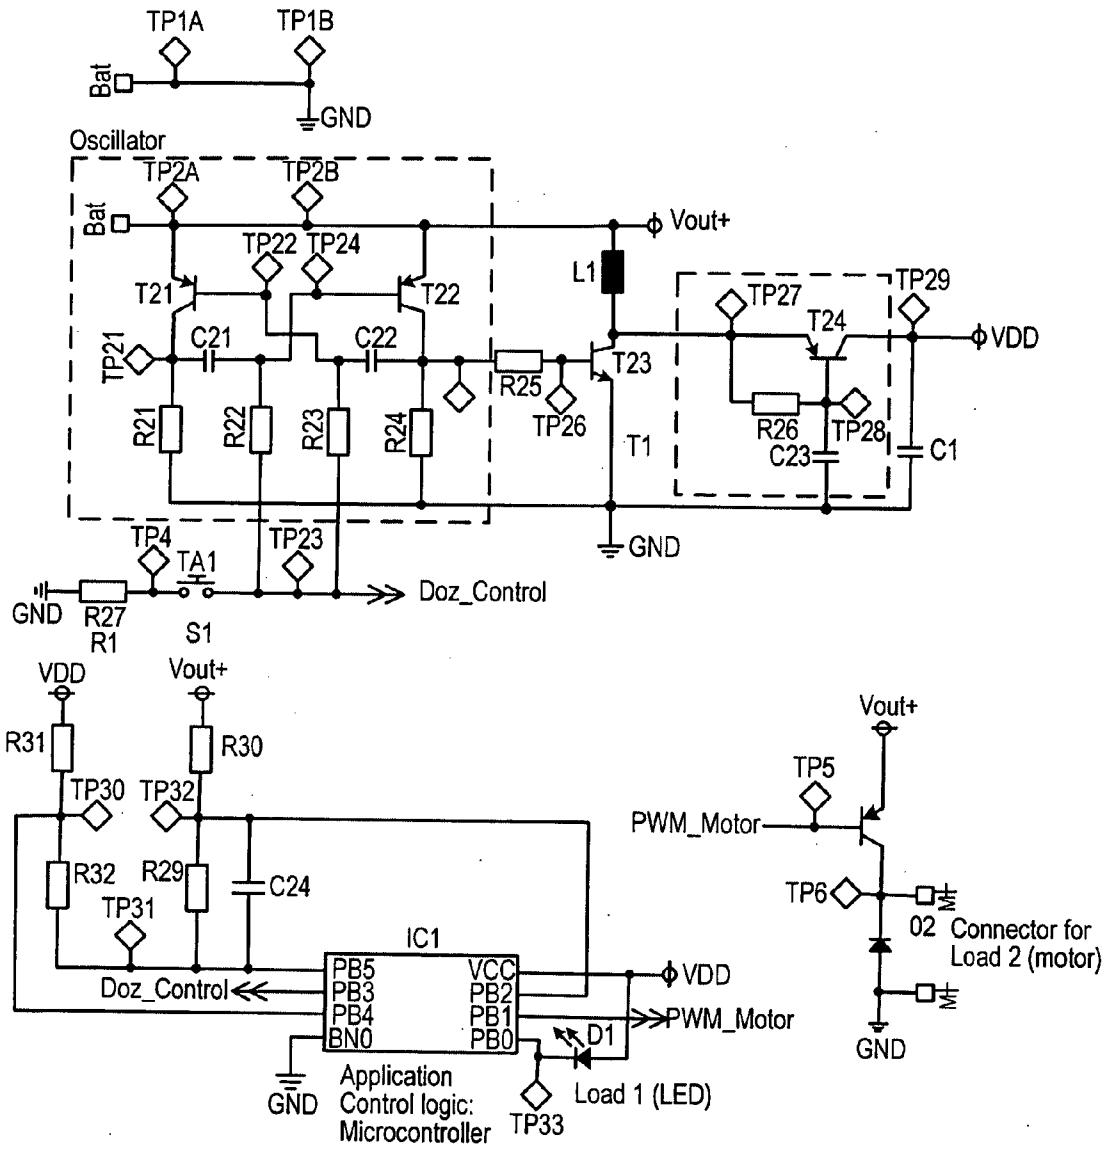 TP1A
TP1B
Bat
GND
Oscillator
TP2A
TP2B
Bat
Vout+
TP22
TP24
L1
T21
T22
TP27
T24
TP29
VDD
TP21
C21
C22
T23
R25
TP26
R21
R22
R23
R24
R26
TP28
T1
C23
C1
GND
TP4
TA1
TP23
GND
R27
R1
Doz_Control
S1
VDD
Vout+
R31
R30
TP30
TP32
Vout+
TP5
PWM_Motor
R32
R29
C24
TP31
TP6
M
02
Connector for
Load 2 (motor)
M
GND
IC1
PB5
VCC
VDD
Doz_Control
PB3
PB2
PB4
PB1
PWM_Motor
BN0
PB0
D1
GND
Application
Control logic:
Microcontroller
TP33
Load 1 (LED)